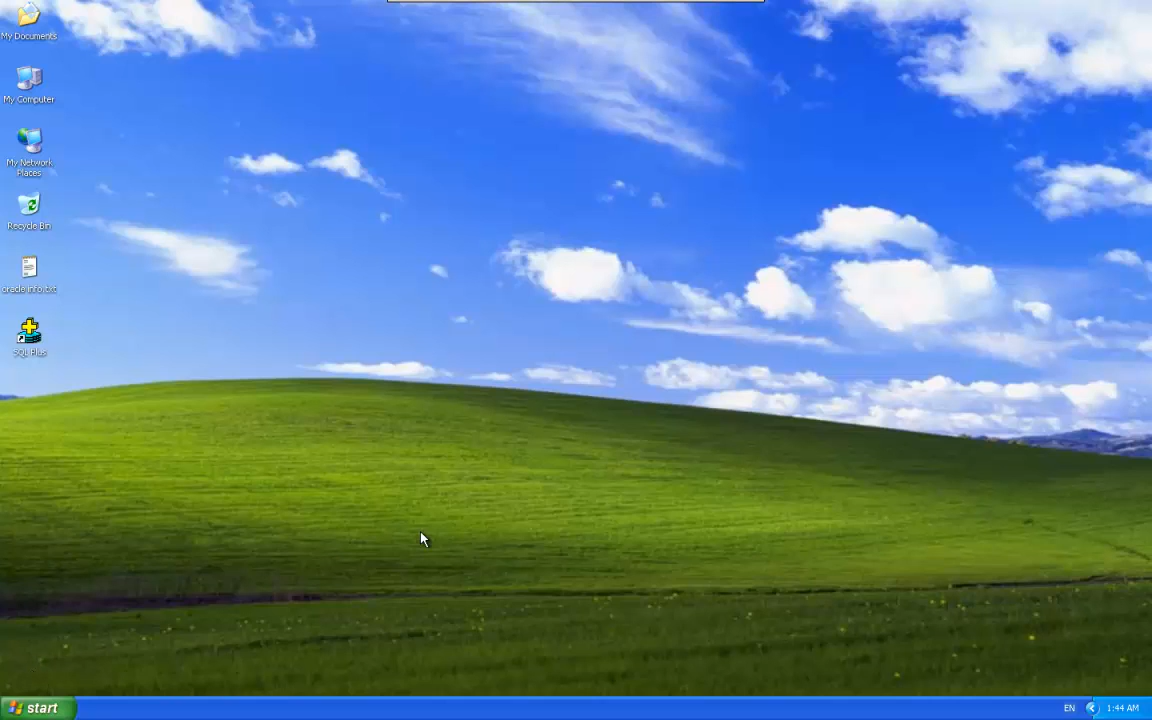 My Documents
My Computer
My Network
Places
Recycle Bin
oracle info.txt
SQL Plus
start
EN
1:44 AM